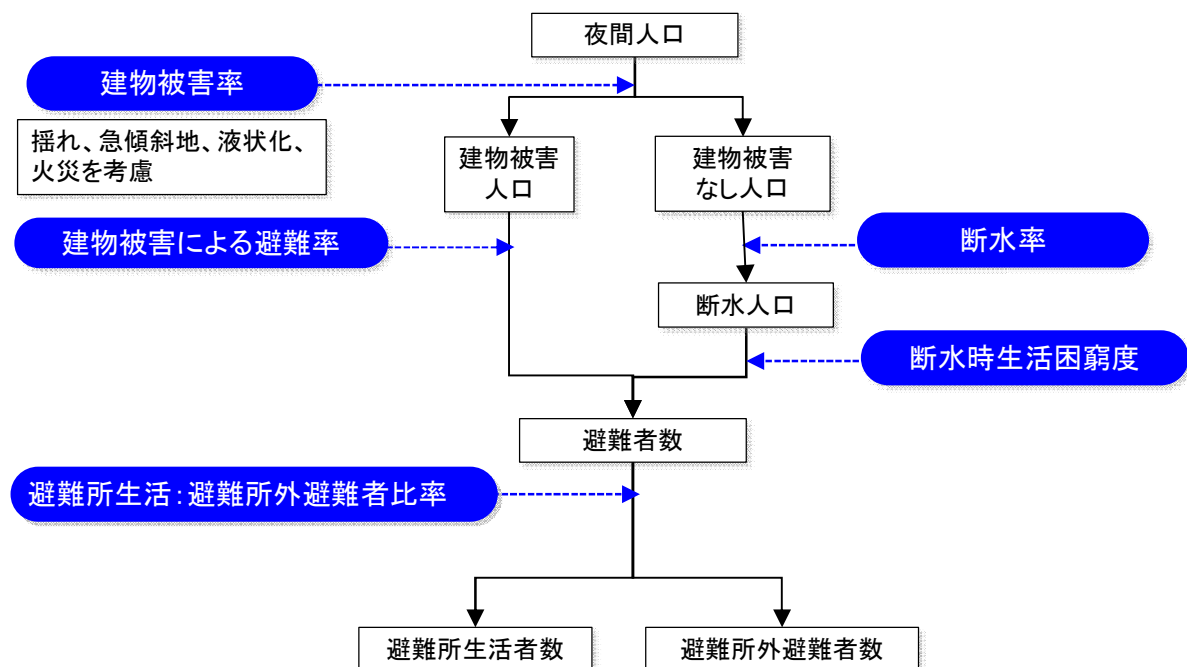 夜間人口
建物被害率
揺れ、急傾斜地、液状化、
火災を考慮
建物被害
人口
建物被害
なし人口
建物被害による避難率
断水率
断水人口
断水時生活困窮度
避難者数
避難所生活:避難所外避難者比率
避難所生活者数
避難所外避難者数